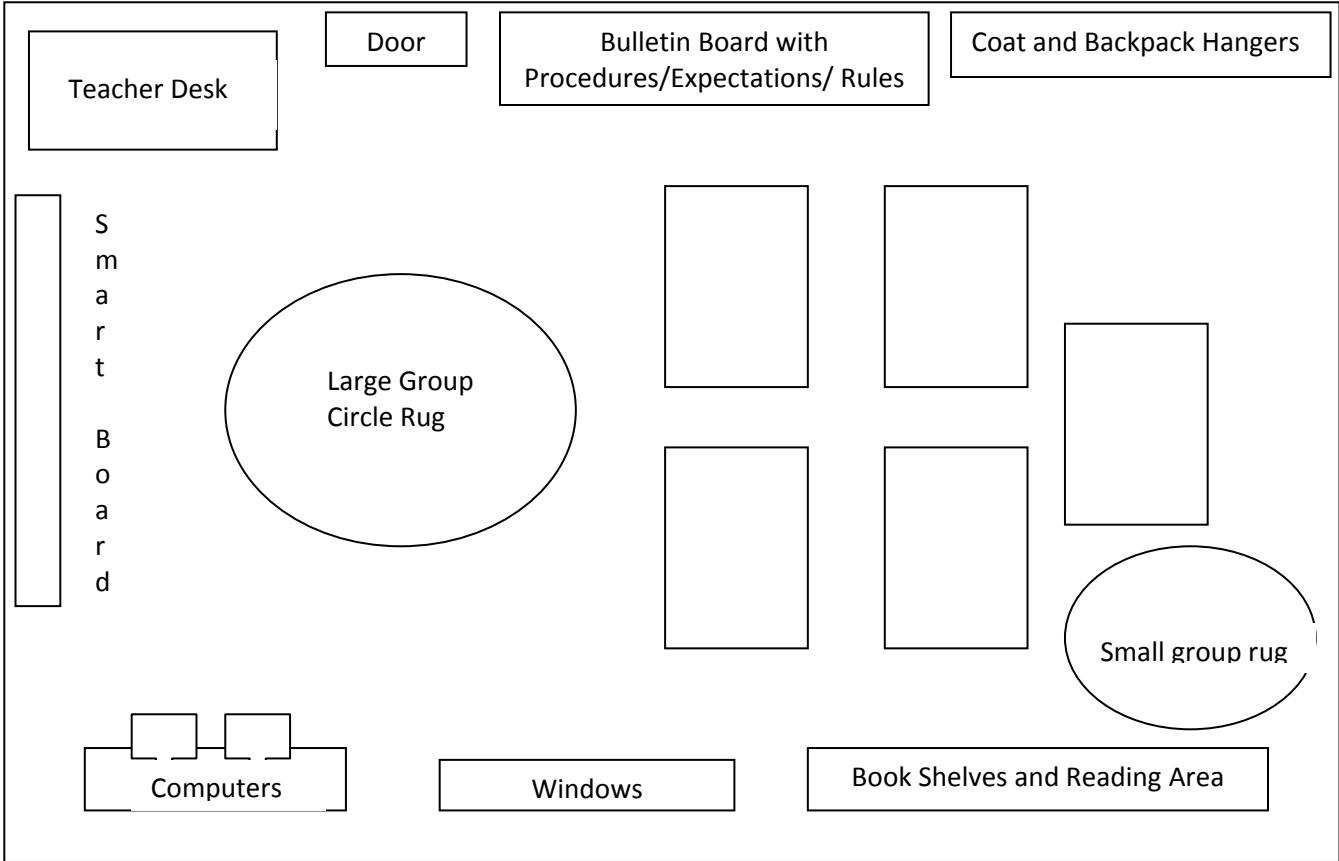 Door
Bulletin Board with
Procedures/Expectations/ Rules
Coat and Backpack Hangers
Teacher Desk
S
m
a
r
t
B
o
a
r
d
Large Group
Circle Rug
Small group rug
Computers
Windows
Book Shelves and Reading Area